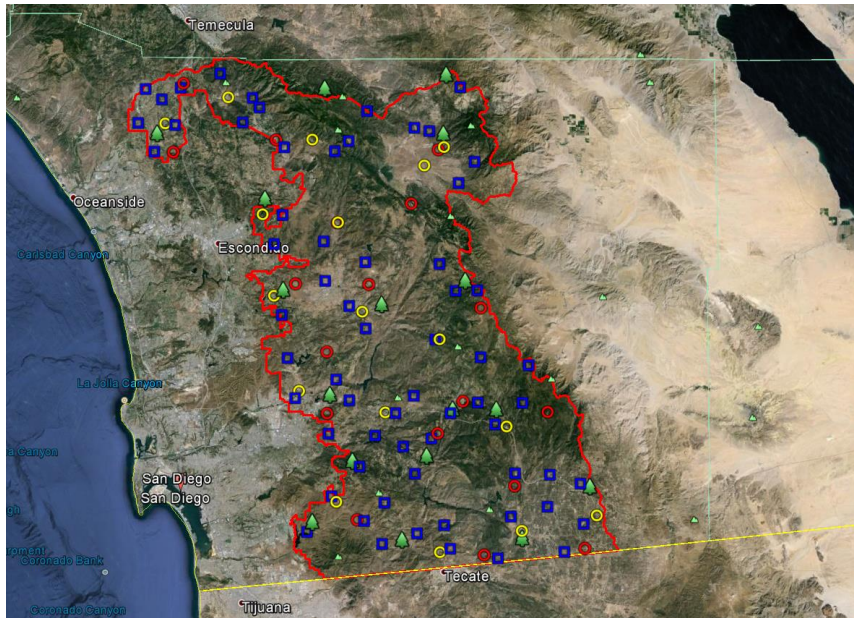 Temecula
Oceanside
Escondido
Carlsbad Canyon
La Jolla Canyon
Canyon
San Diego
San Diego
Coronado Bank
Tecate
Tijuana
Coronado Canyon